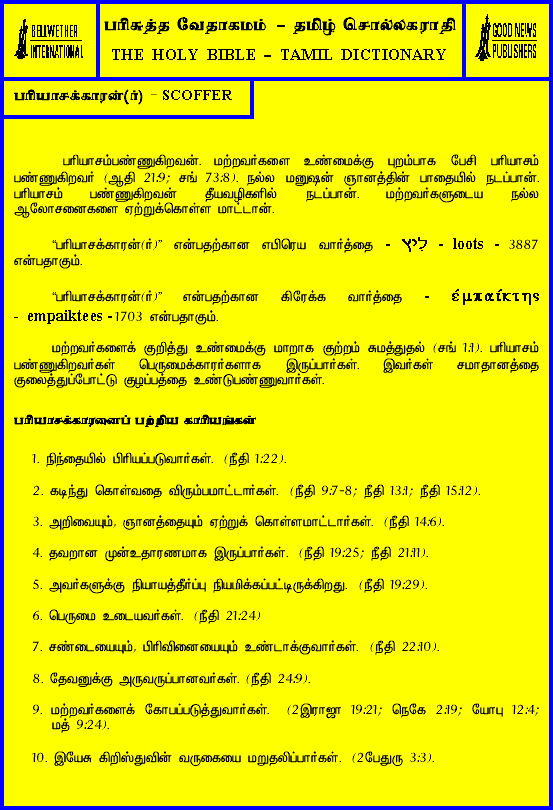 BELLWETHER
INTERNATIONAL
பரிசுத்த வேதாகமம் – தமிழ் சொல்லகராதி
THE HOLY BIBLE – TAMIL DICTIONARY
GOOD NEWS
PUBLISHERS
பரியாசக்காரன்(ர்) – SCOFFER
பரியாசம்பண்ணுகிறவன். மற்றவர்களை உண்மைக்கு புறம்பாக பேசி பரியாசம்
பண்ணுகிறவர் (ஆதி 21:9; சங் 73:8). நல்ல மனுஷன் ஞானத்தின் பாதையில் நடப்பான்.
பரியாசம் பண்ணுகிறவன் தீயவழிகளில் நடப்பான். மற்றவர்களுடைய நல்ல
ஆலோசனைகளை ஏற்றுக்கொள்ள மாட்டான்.
“பரியாசக்காரன்(ர்)” என்பதற்கான எபிரெய வார்த்தை - לִיץ - loots - 3887
என்பதாகும்.
“பரியாசக்காரன்(ர்)” என்பதற்கான கிரேக்க வார்த்தை - έμπαίκτης
- empaiktees -1703 என்பதாகும்.
மற்றவர்களைக் குறித்து உண்மைக்கு மாறாக குற்றம் சுமத்துதல் (சங் 1:1). பரியாசம்
பண்ணுகிறவர்கள் பெருமைக்காரர்களாக இருப்பார்கள். இவர்கள் சமாதானத்தை
குலைத்துப்போட்டு குழப்பத்தை உண்டுபண்ணுவார்கள்.
பரியாசக்காரனைப் பற்றிய காரியங்கள்
1. நிந்தையில் பிரியப்படுவார்கள். (நீதி 1:22).
2. கடிந்து கொள்வதை விரும்பமாட்டார்கள். (நீதி 9:7-8; நீதி 13:1; நீதி 15:12).
3. அறிவையும், ஞானத்தையும் ஏற்றுக் கொள்ளமாட்டார்கள். (நீதி 14:6).
4. தவறான முன்உதாரணமாக இருப்பார்கள். (நீதி 19:25; நீதி 21:11).
5. அவர்களுக்கு நியாயத்தீர்ப்பு நியமிக்கப்பட்டிருக்கிறது. (நீதி 19:29).
6. பெருமை உடையவர்கள். (நீதி 21:24)
7. சண்டையையும், பிரிவினையையும் உண்டாக்குவார்கள். (நீதி 22:10).
8. தேவனுக்கு அருவருப்பானவர்கள். (நீதி 24:9).
9. மற்றவர்களைக் கோபப்படுத்துவார்கள். (2இராஜா 19:21; நெகே 2:19; யோபு 12:4;
மத் 9:24).
10. இயேசு கிறிஸ்துவின் வருகையை மறுதலிப்பார்கள். (2பேதுரு 3:3).